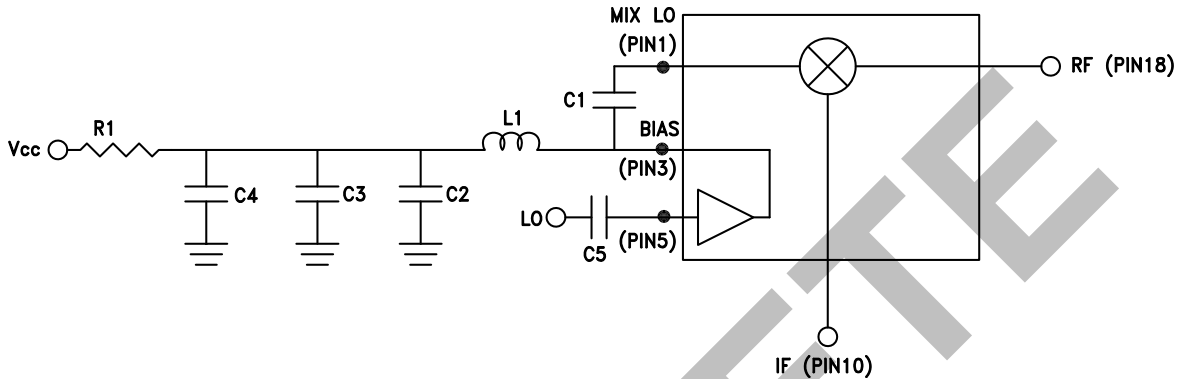 MIX LO
(PIN1)
RF (PIN18)
C1
L1
BIAS
R1
Vcc
(PIN3)
C4
C3
C2
LO
C5
(PIN5)
IF (PIN10)